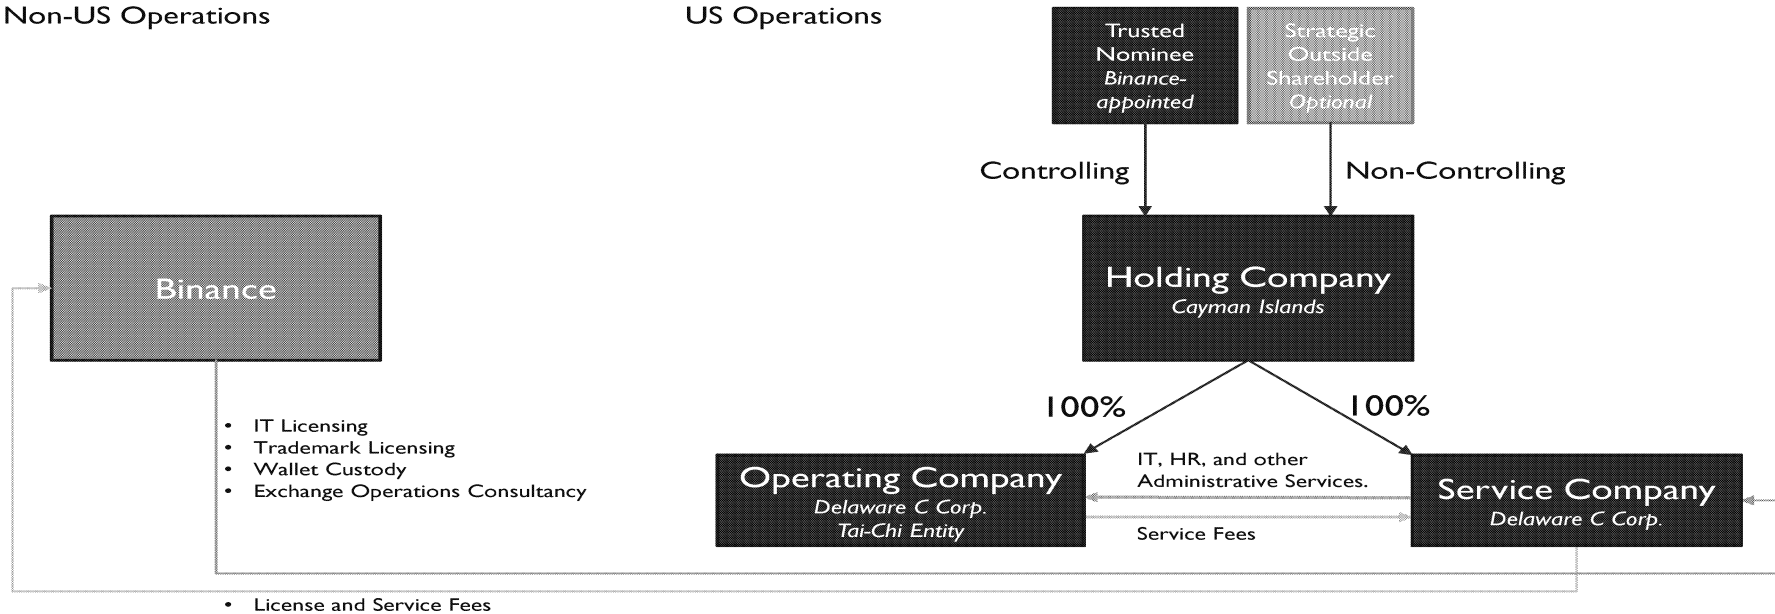 Non-US Operations
US Operations
Trusted
Nominee
Binance-
appointed
Strategic
Outside
Shareholder
Optional
Controlling
Non-Controlling
Binance
Holding Company
Cayman Islands
100%
100%
• IT Licensing
• Trademark Licensing
• Wallet Custody
• Exchange Operations Consultancy
Operating Company
Delaware C Corp.
Tai-Chi Entity
IT, HR, and other
Administrative Services.
Service Fees
Service Company
Delaware C Corp.
• License and Service Fees